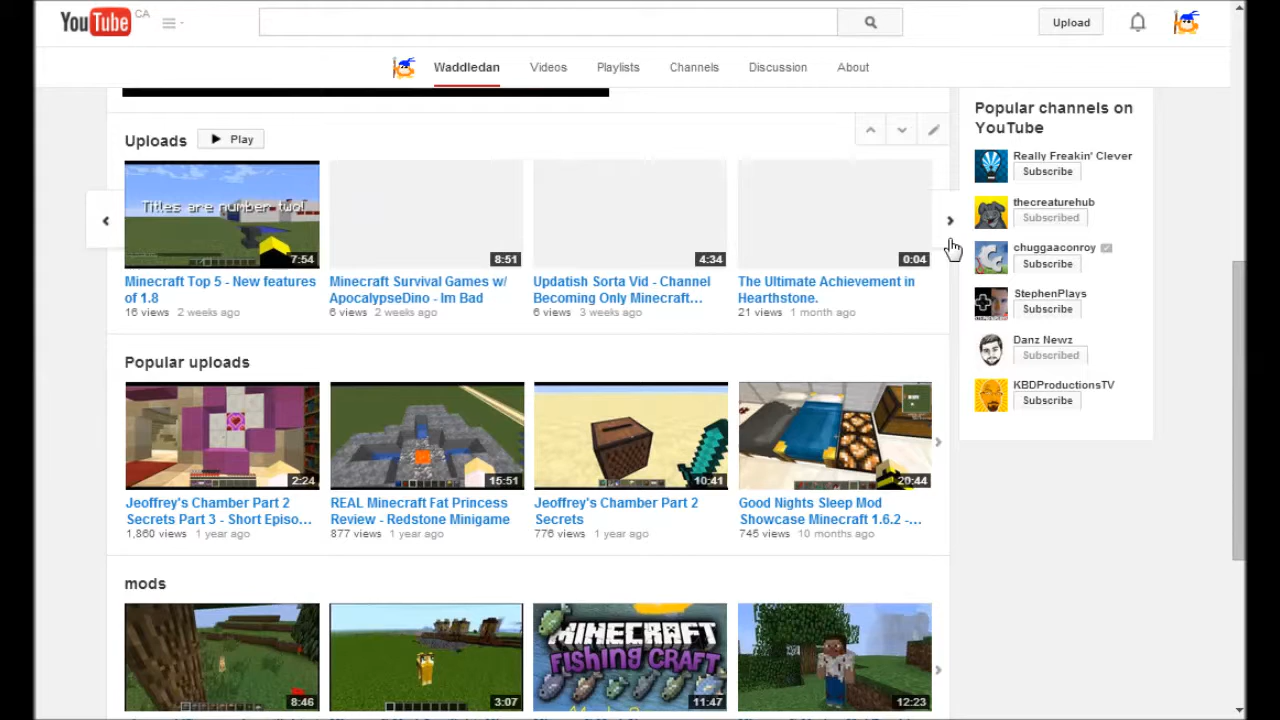 YouTube CA
Upload
Waddledan Videos Playlists Channels Discussion About
Popular channels on
YouTube
Really Freakin' Clever
Subscribe
thecreaturehub
Subscribed
chuggaaconroy
Subscribe
StephenPlays
Subscribe
Danz Newz
Subscribed
KBDProductionsTV
Subscribe
Uploads Play
Titles are number two!
7:54
8:51
4:34
0:04
Minecraft Top 5 - New features
of 1.8
16 views 2 weeks ago
Minecraft Survival Games w/
ApocalypseDino - Im Bad
6 views 2 weeks ago
Updatish Sorta Vid - Channel
Becoming Only Minecraft...
6 views 3 weeks ago
The Ultimate Achievement in
Hearthstone.
21 views 1 month ago
Popular uploads
2:24
15:51
10:41
20:44
Jeoffrey's Chamber Part 2
Secrets Part 3 - Short Episo...
1,860 views 1 year ago
REAL Minecraft Fat Princess
Review - Redstone Minigame
877 views 1 year ago
Jeoffrey's Chamber Part 2
Secrets
776 views 1 year ago
Good Nights Sleep Mod
Showcase Minecraft 1.6.2 -...
745 views 10 months ago
mods
MINECRAFT
FISHING CRAFT
8:46
3:07
11:47
12:23